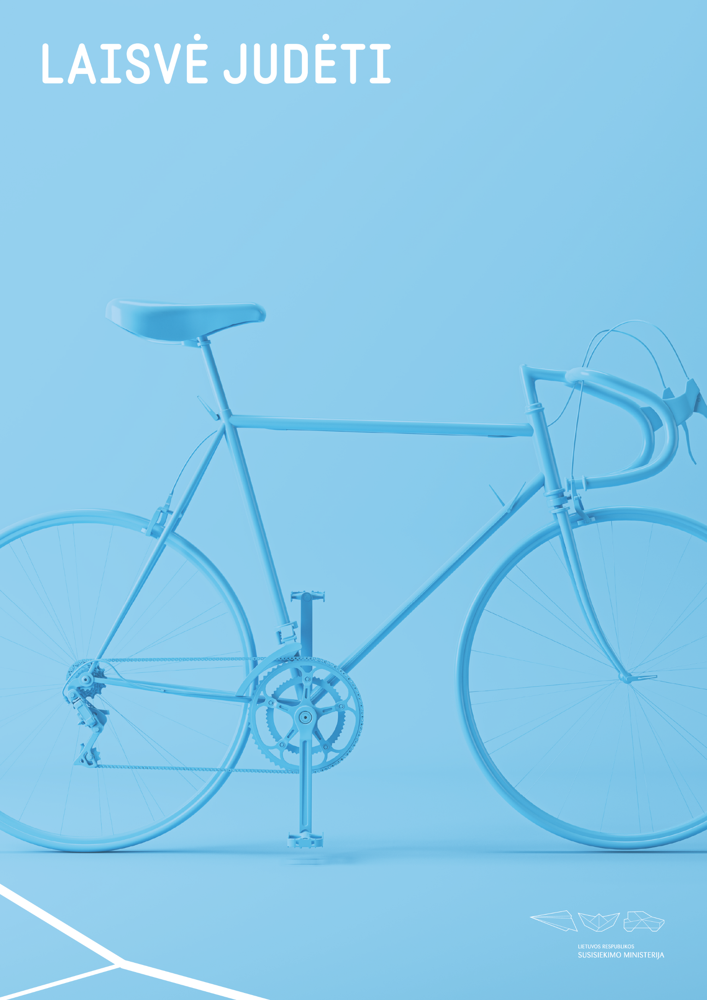 LAISVĖ JUDĖTI
LIETUVOS RESPUBLIKOS
SUSISIEKIMO MINISTERIJA